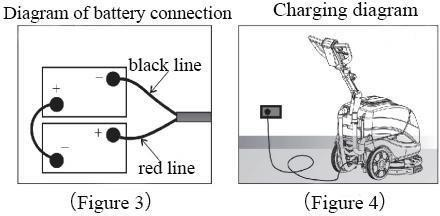 Diagram of battery connection
Charging diagram
black line
+
−
+
−
red line
(Figure 3)
(Figure 4)